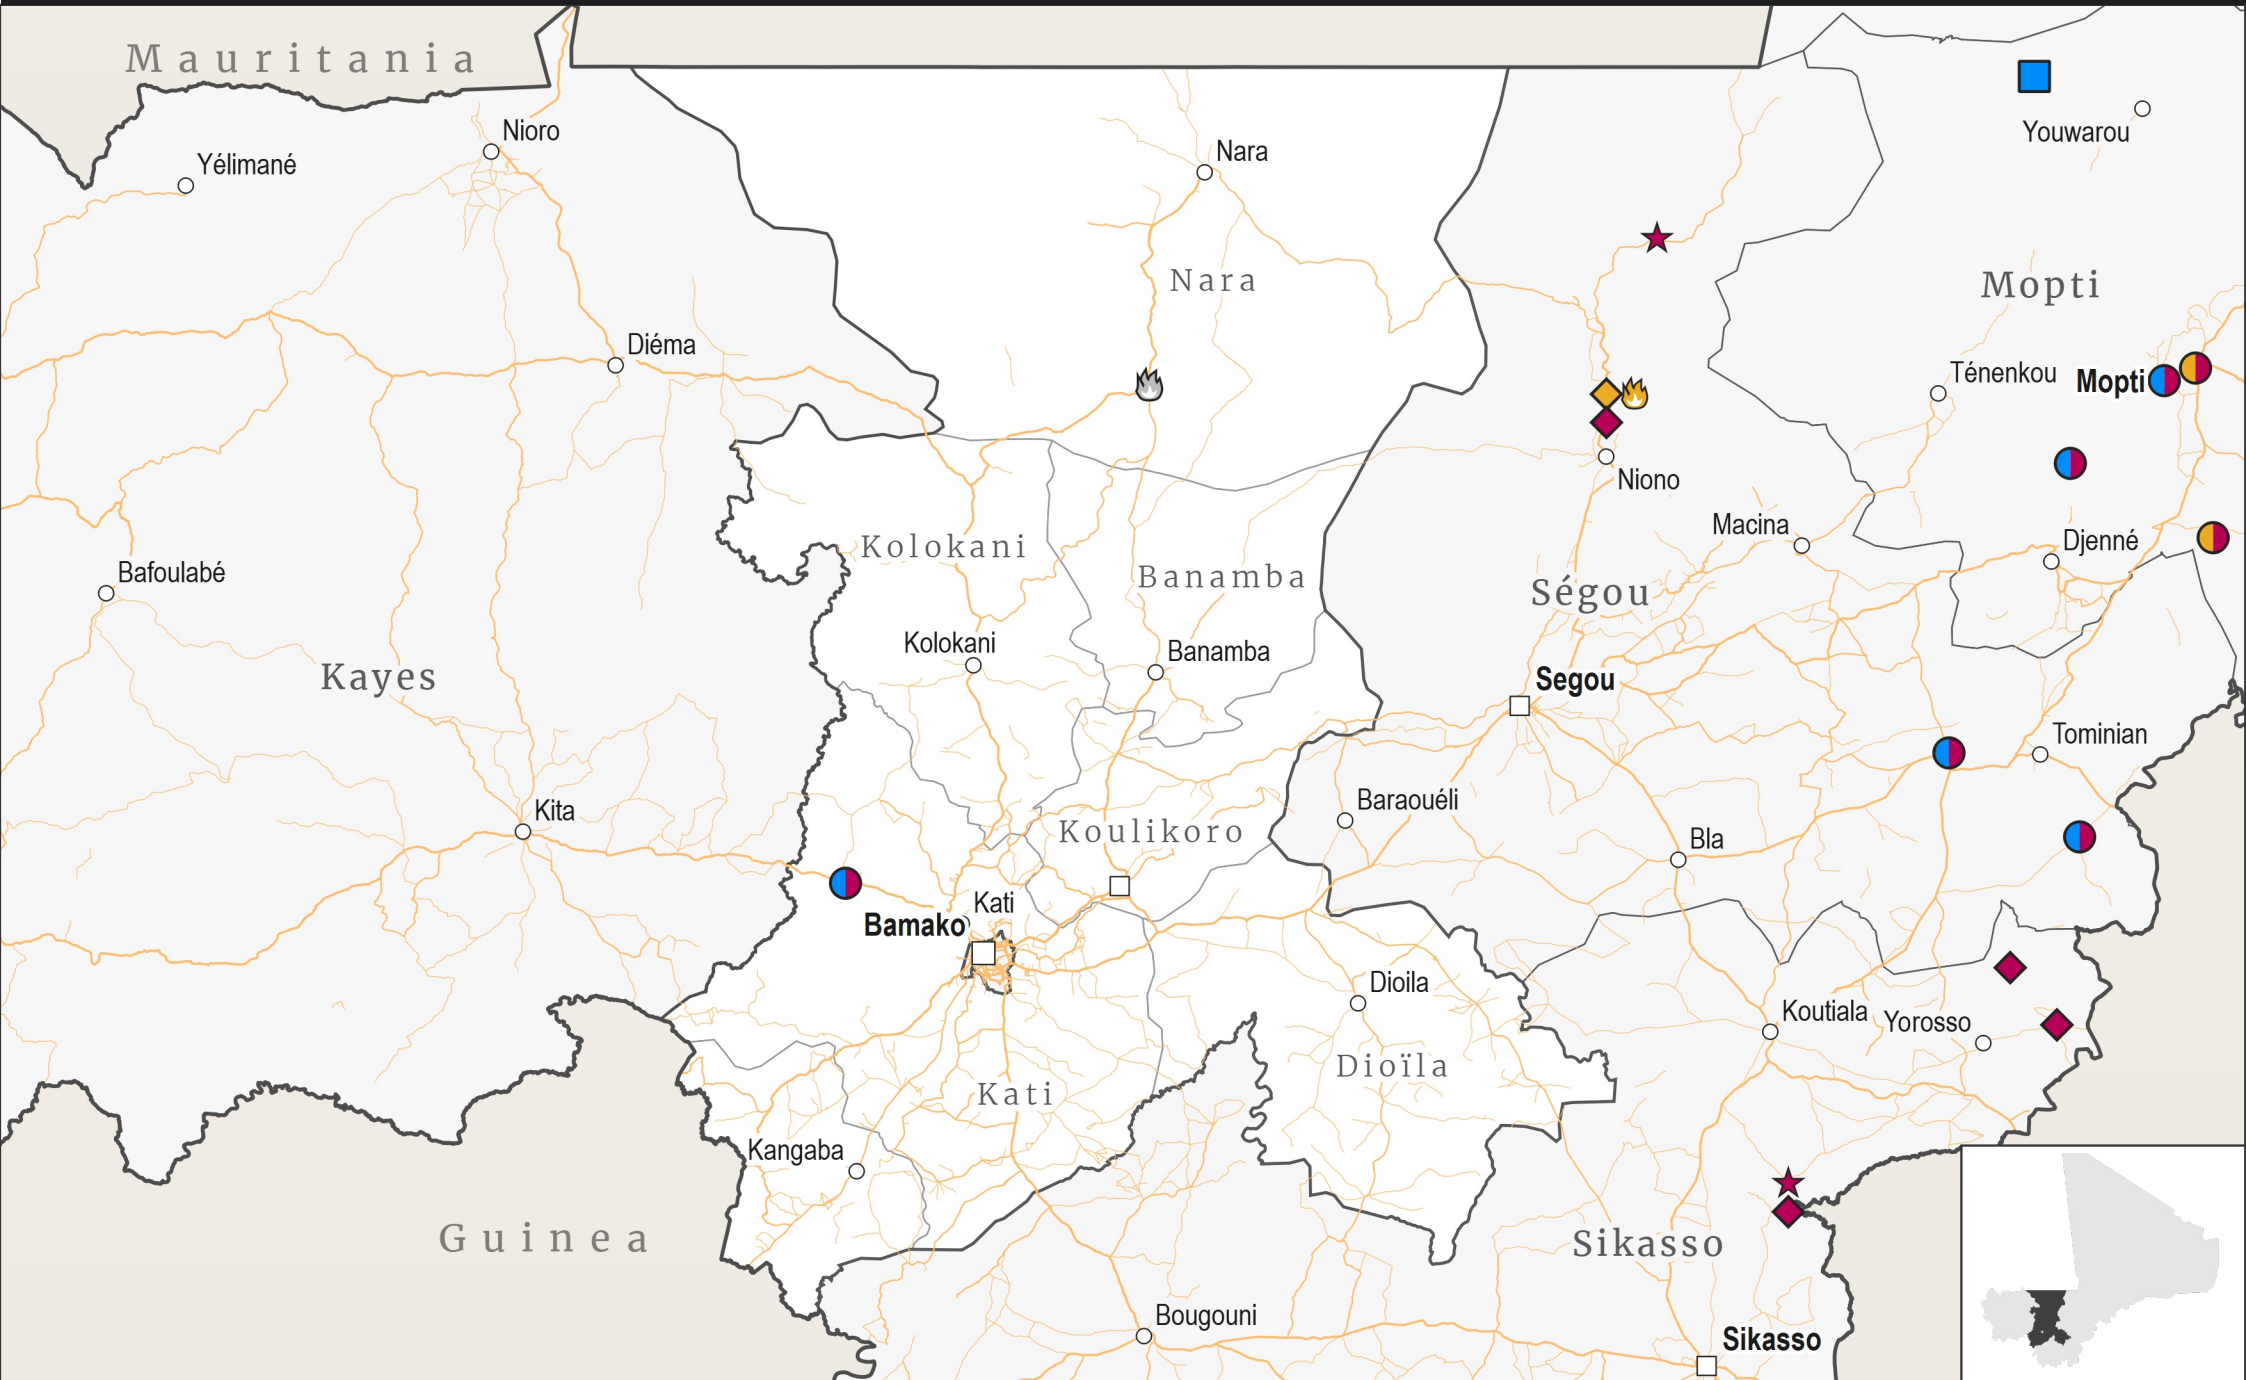 Mauritania
Nioro
Yélimané
Nara
Youwarou
Nara
Mopti
Diéma
Ténenkou
Mopti
Niono
Macina
Djenné
Kolokani
Banamba
Bafoulabé
Ségou
Kolokani
Banamba
Kayes
Segou
Tominian
Kita
Baraouéli
Koulikoro
Bla
Kati
Bamako
Dioila
Koutiala
Yorosso
Dioïla
Kati
Kangaba
Guinea
Sikasso
Bougouni
Sikasso